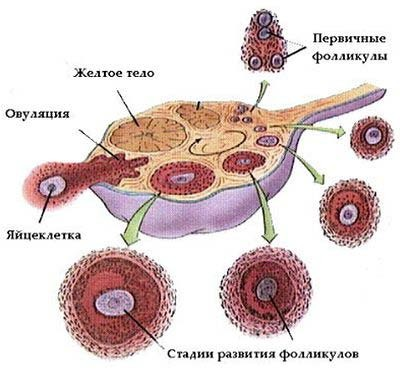 Первичные
фолликулы
Желтое тело
Овуляция
Яйцеклетка
Стадии развития фолликулов